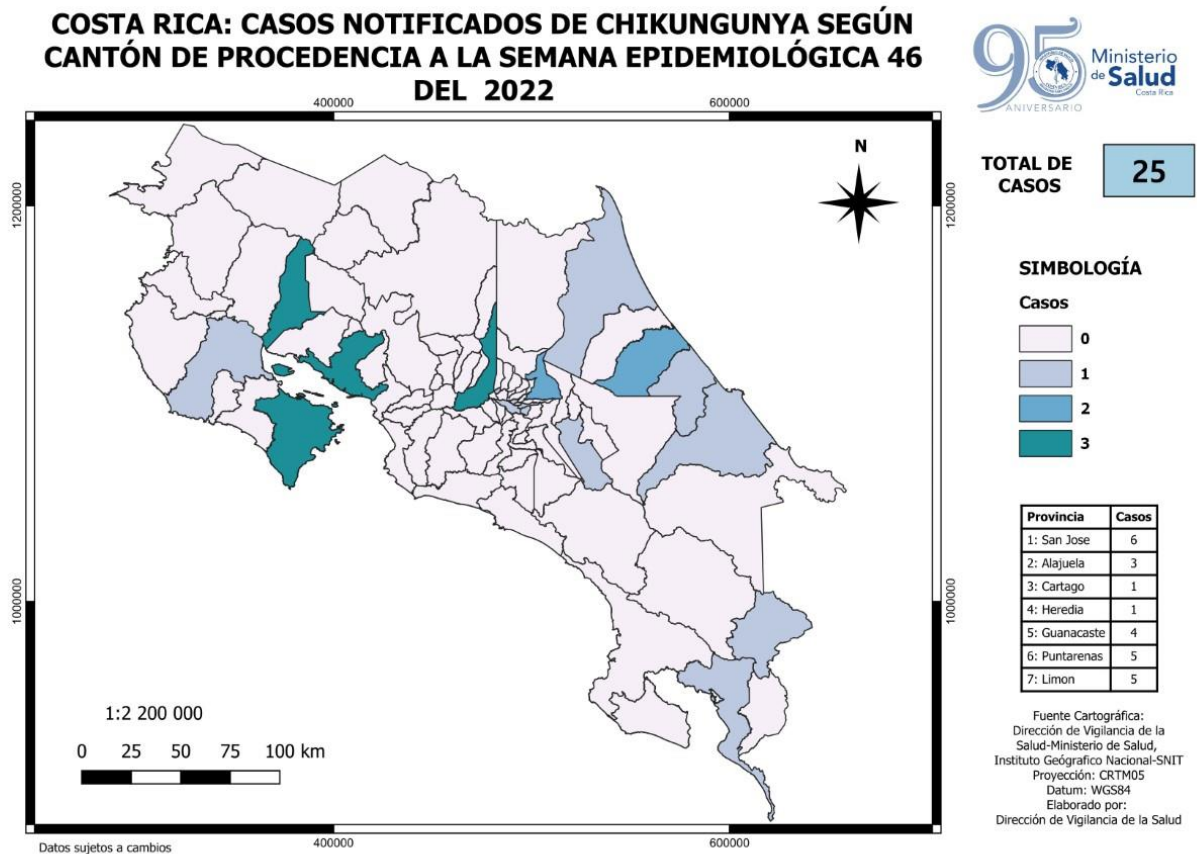 COSTA RICA: CASOS NOTIFICADOS DE CHIKUNGUNYA SEGÚN
CANTÓN DE PROCEDENCIA A LA SEMANA EPIDEMIOLÓGICA 46
DEL 2022
95
ANIVERSARIO
Ministerio
de Salud
Costa Rica
400000
600000
1200000
1200000
N
TOTAL DE
CASOS
25
SIMBOLOGÍA
Casos
0
1
2
3
Provincia Casos
1: San Jose 6
2: Alajuela 3
3: Cartago 1
4: Heredia 1
5: Guanacaste 4
6: Puntarenas 5
7: Limon 5
1000000
1000000
1:2 200 000
0 25 50 75 100 km
Fuente Cartográfica:
Dirección de Vigilancia de la
Salud-Ministerio de Salud,
Instituto Geógrafico Nacional-SNIT
Proyección: CRTM05
Datum: WGS84
Elaborado por:
Dirección de Vigilancia de la Salud
400000
600000
Datos sujetos a cambios